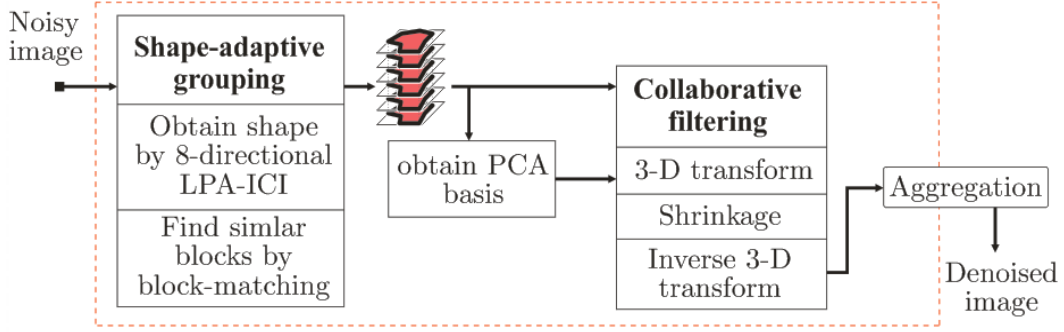 Noisy
image
Shape-adaptive
grouping
Obtain shape
by 8-directional
LPA-ICI
Find simlar
blocks by
block-matching
obtain PCA
basis
Collaborative
filtering
3-D transform
Shrinkage
Inverse 3-D
transform
Aggregation
Denoised
image